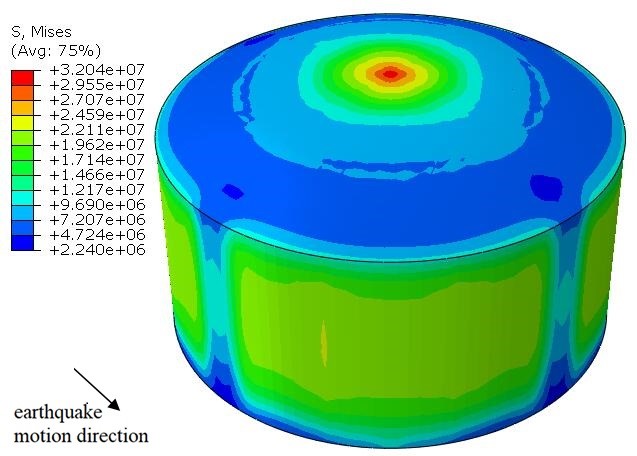 S, Mises
(Avg: 75%)
+3.204e+07
+2.955e+07
+2.707e+07
+2.459e+07
+2.211e+07
+1.962e+07
+1.714e+07
+1.466e+07
+1.217e+07
+9.690e+06
+7.207e+06
+4.724e+06
+2.240e+06
earthquake
motion direction